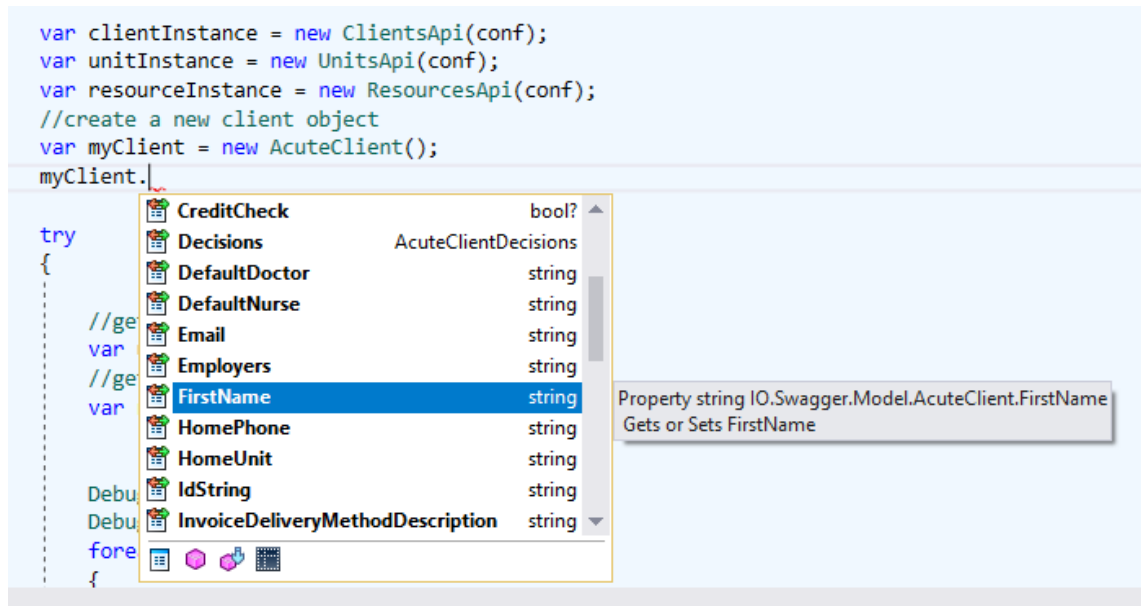 var clientInstance = new ClientsApi(conf);
var unitInstance = new UnitsApi(conf);
var resourceInstance = new ResourcesApi(conf);
//create a new client object
var myClient = new AcuteClient();
myClient.
CreditCheck bool?
Decisions AcuteClientDecisions
DefaultDoctor string
DefaultNurse string
Email string
Employers string
FirstName string
HomePhone string
HomeUnit string
IdString string
InvoiceDeliveryMethodDescription string
Property string IO.Swagger.Model.AcuteClient.FirstName
Gets or Sets FirstName
try
{
//ge
var
//ge
var
Debu
Debu
fore
{